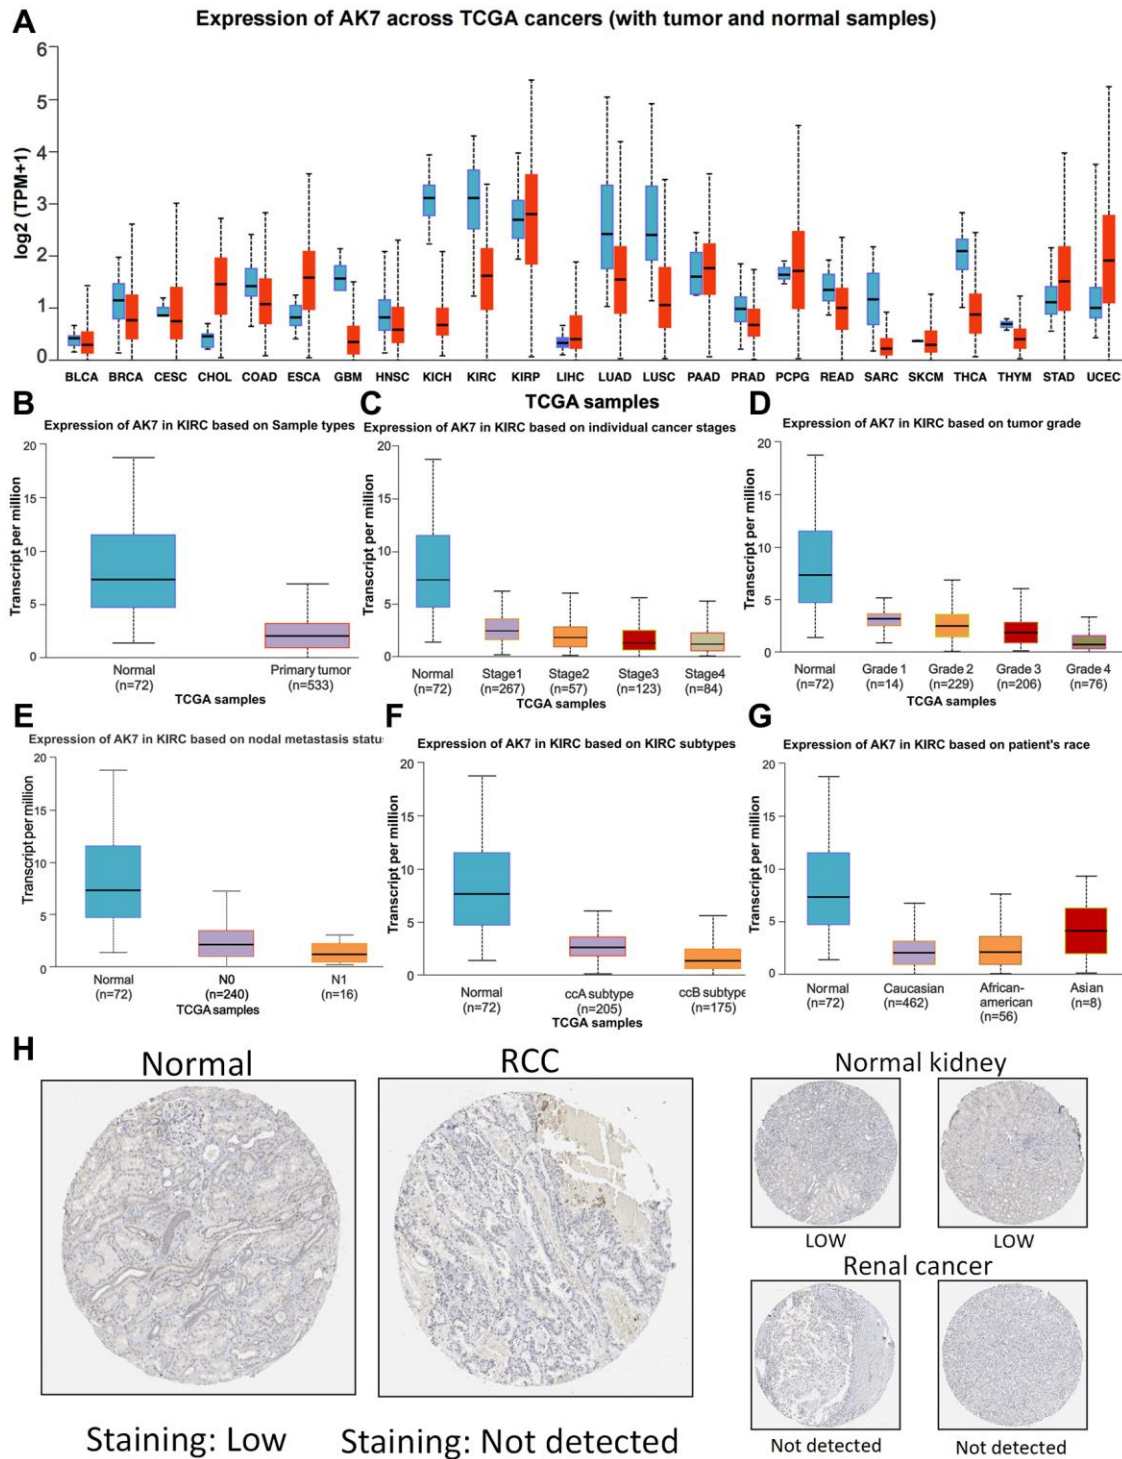 A
Expression of AK7 across TCGA cancers (with tumor and normal samples)
log2 (TPM+1)
6
5
4
3
2
1
0
BLCA BRCA CESC CHOL COAD ESCA GBM HNSC KICH KIRC KIRP LIHC LUAD LUSC PAAD PRAD PCPG READ SARC SKCM THCA THYM STAD UCEC
TCGA samples
B
Expression of AK7 in KIRC based on Sample types
Transcript per million
20
15
10
5
0
Normal Primary tumor
(n=72) (n=533)
TCGA samples
C
Expression of AK7 in KIRC based on individual cancer stages
Transcript per million
20
15
10
5
0
Normal Stage1 Stage2 Stage3 Stage4
(n=72) (n=267) (n=57) (n=123) (n=84)
TCGA samples
D
Expression of AK7 in KIRC based on tumor grade
Transcript per million
20
15
10
5
0
Normal Grade 1 Grade 2 Grade 3 Grade 4
(n=72) (n=14) (n=229) (n=206) (n=76)
TCGA samples
E
Expression of AK7 in KIRC based on nodal metastasis statu
Transcript per million
20
15
10
5
0
Normal N0 N1
(n=72) (n=240) (n=16)
TCGA samples
F
Expression of AK7 in KIRC based on KIRC subtypes
Transcript per million
20
15
10
5
0
Normal ccA subtype ccB subtype
(n=72) (n=205) (n=175)
TCGA samples
G
Expression of AK7 in KIRC based on patient's race
Transcript per million
20
15
10
5
0
Normal Caucasian African- Asian
(n=72) (n=462) american (n=8)
(n=56)
H
Normal
RCC
Staining: Low
Staining: Not detected
Normal kidney
LOW LOW
Renal cancer
Not detected Not detected